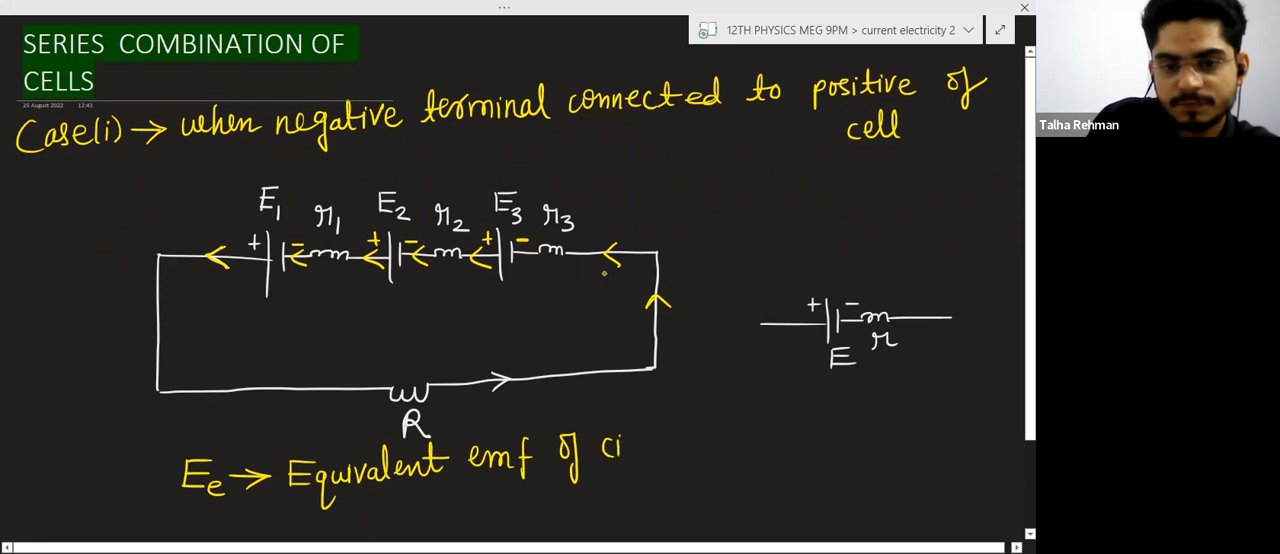 12TH PHYSICS MEG 9PM > current electricity 2
SERIES COMBINATION OF
CELLS
25 August 2022 12:43
Case(i) → when negative terminal connected to positive of
cell
E1 r1 E2 r2 E3 r3
+ - + - + -
+ -
E r
R
Ee → Equivalent emf of ci
Talha Rehman